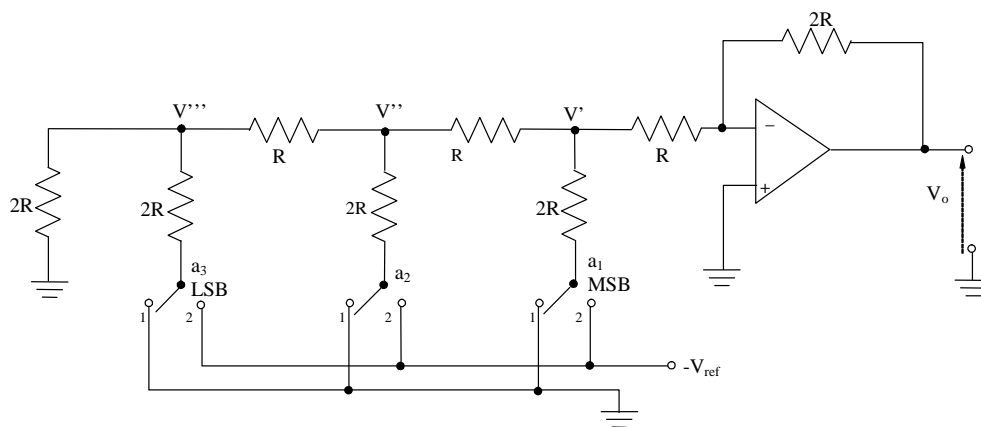 2R
V''' V'' V'
R R R
−
+
2R 2R 2R 2R
Vₒ
a₃ a₂ a₁
LSB MSB
1 2 1 2 1 2
-Vref